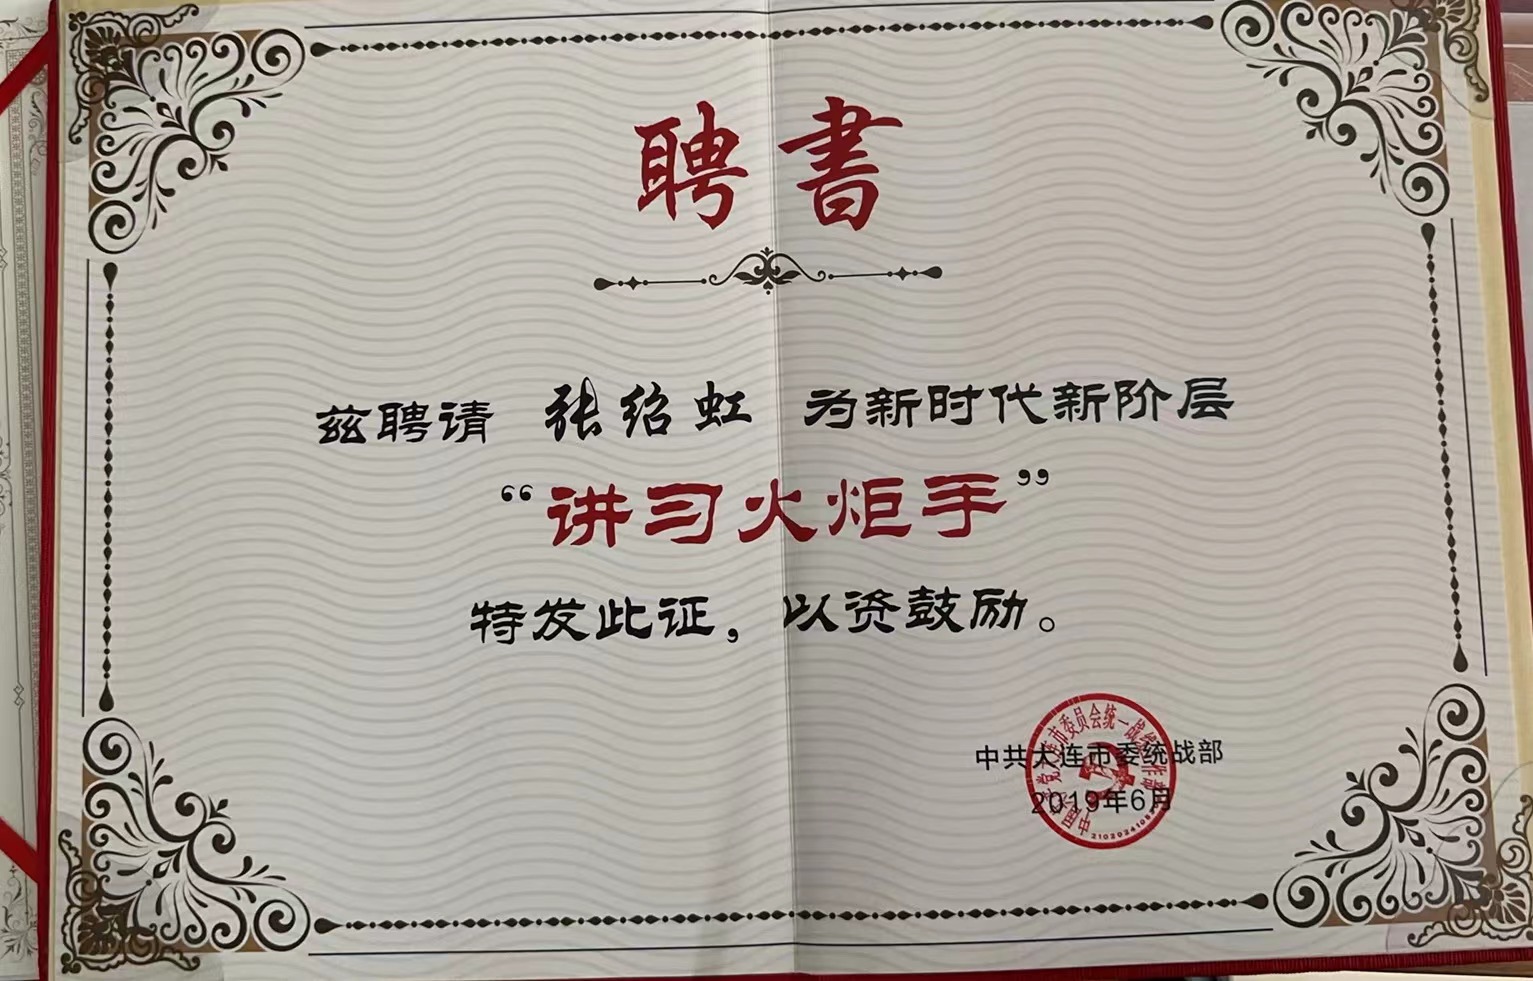 聘書
兹聘请 张绍虹 为新时代新阶层
“讲习火炬手”
特发此证，以资鼓励。
中共大连市委统战部
2019年6月